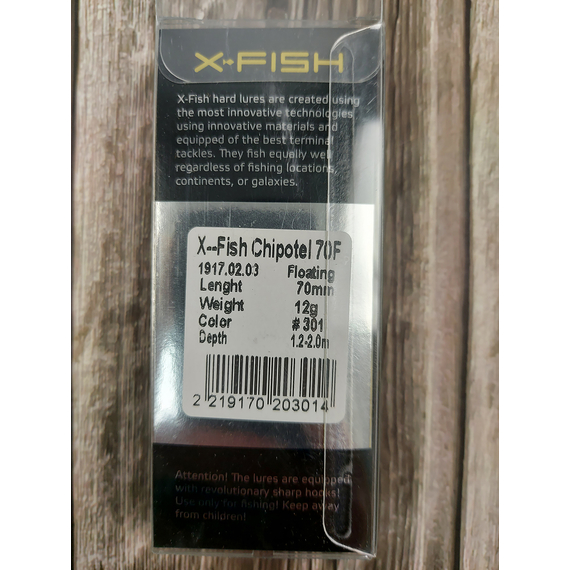 X-FISH
X-Fish hard lures are created using
the most innovative technologies
using innovative materials and
equipped of the best terminal
tackles. They fish equally well
regardless of fishing locations,
continents, or galaxies.
X--Fish Chipotel 70F
1917.02.03 Floating
Lenght 70mm
Weight 12g
Color #301
Depth 1.2-2.0m
2 219170 203014
Attention! The lures are equipped
with revolutionary sharp hooks!
Use only for fishing! Keep away
from children!